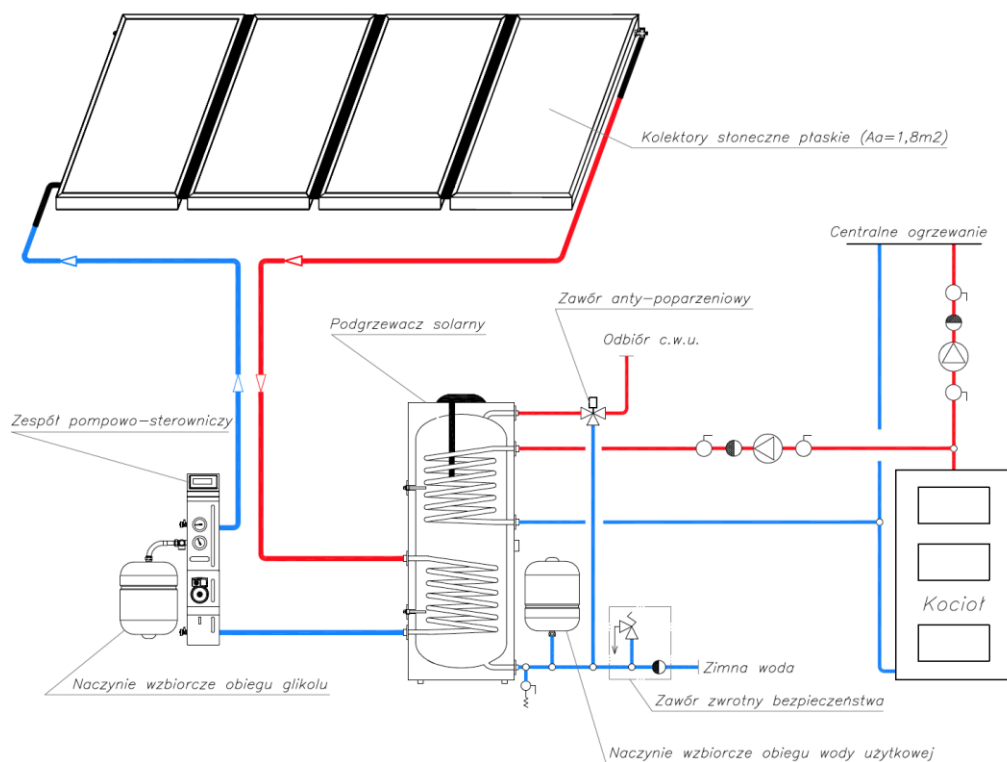 Kolektory słoneczne płaskie (Aa=1,8m2)
Centralne ogrzewanie
Zawór anty-poparzeniowy
Podgrzewacz solarny
Odbiór c.w.u.
Zespół pompowo-sterowniczy
Kocioł
Zimna woda
Naczynie wzbiorcze obiegu glikolu
Zawór zwrotny bezpieczeństwa
Naczynie wzbiorcze obiegu wody użytkowej